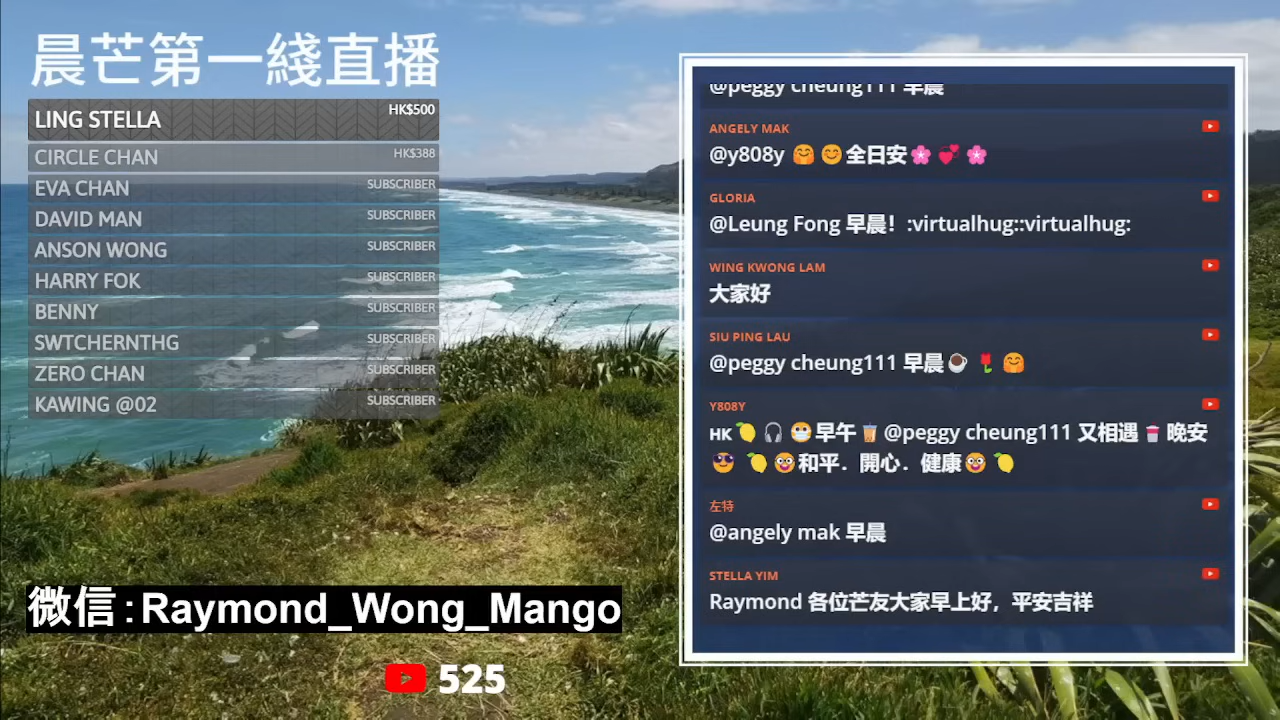 晨芒第一綫直播
LING STELLA HK$500
CIRCLE CHAN HK$388
EVA CHAN SUBSCRIBER
DAVID MAN SUBSCRIBER
ANSON WONG SUBSCRIBER
HARRY FOK SUBSCRIBER
BENNY SUBSCRIBER
SWTCHERNTHG SUBSCRIBER
ZERO CHAN SUBSCRIBER
KAWING @02 SUBSCRIBER
微信:Raymond_Wong_Mango
525
@peggy cheung111 早晨
ANGELY MAK
@y808y 🤗😊全日安🌸💞🌸
GLORIA
@Leung Fong 早晨！:virtualhug::virtualhug:
WING KWONG LAM
大家好
SIU PING LAU
@peggy cheung111 早晨☕🌷🤗
Y808Y
HK🍋🎧😷早午🧋@peggy cheung111 又相遇🥤晚安
😎🍋🤡和平．開心．健康🤡🍋
左特
@angely mak 早晨
STELLA YIM
Raymond 各位芒友大家早上好，平安吉祥